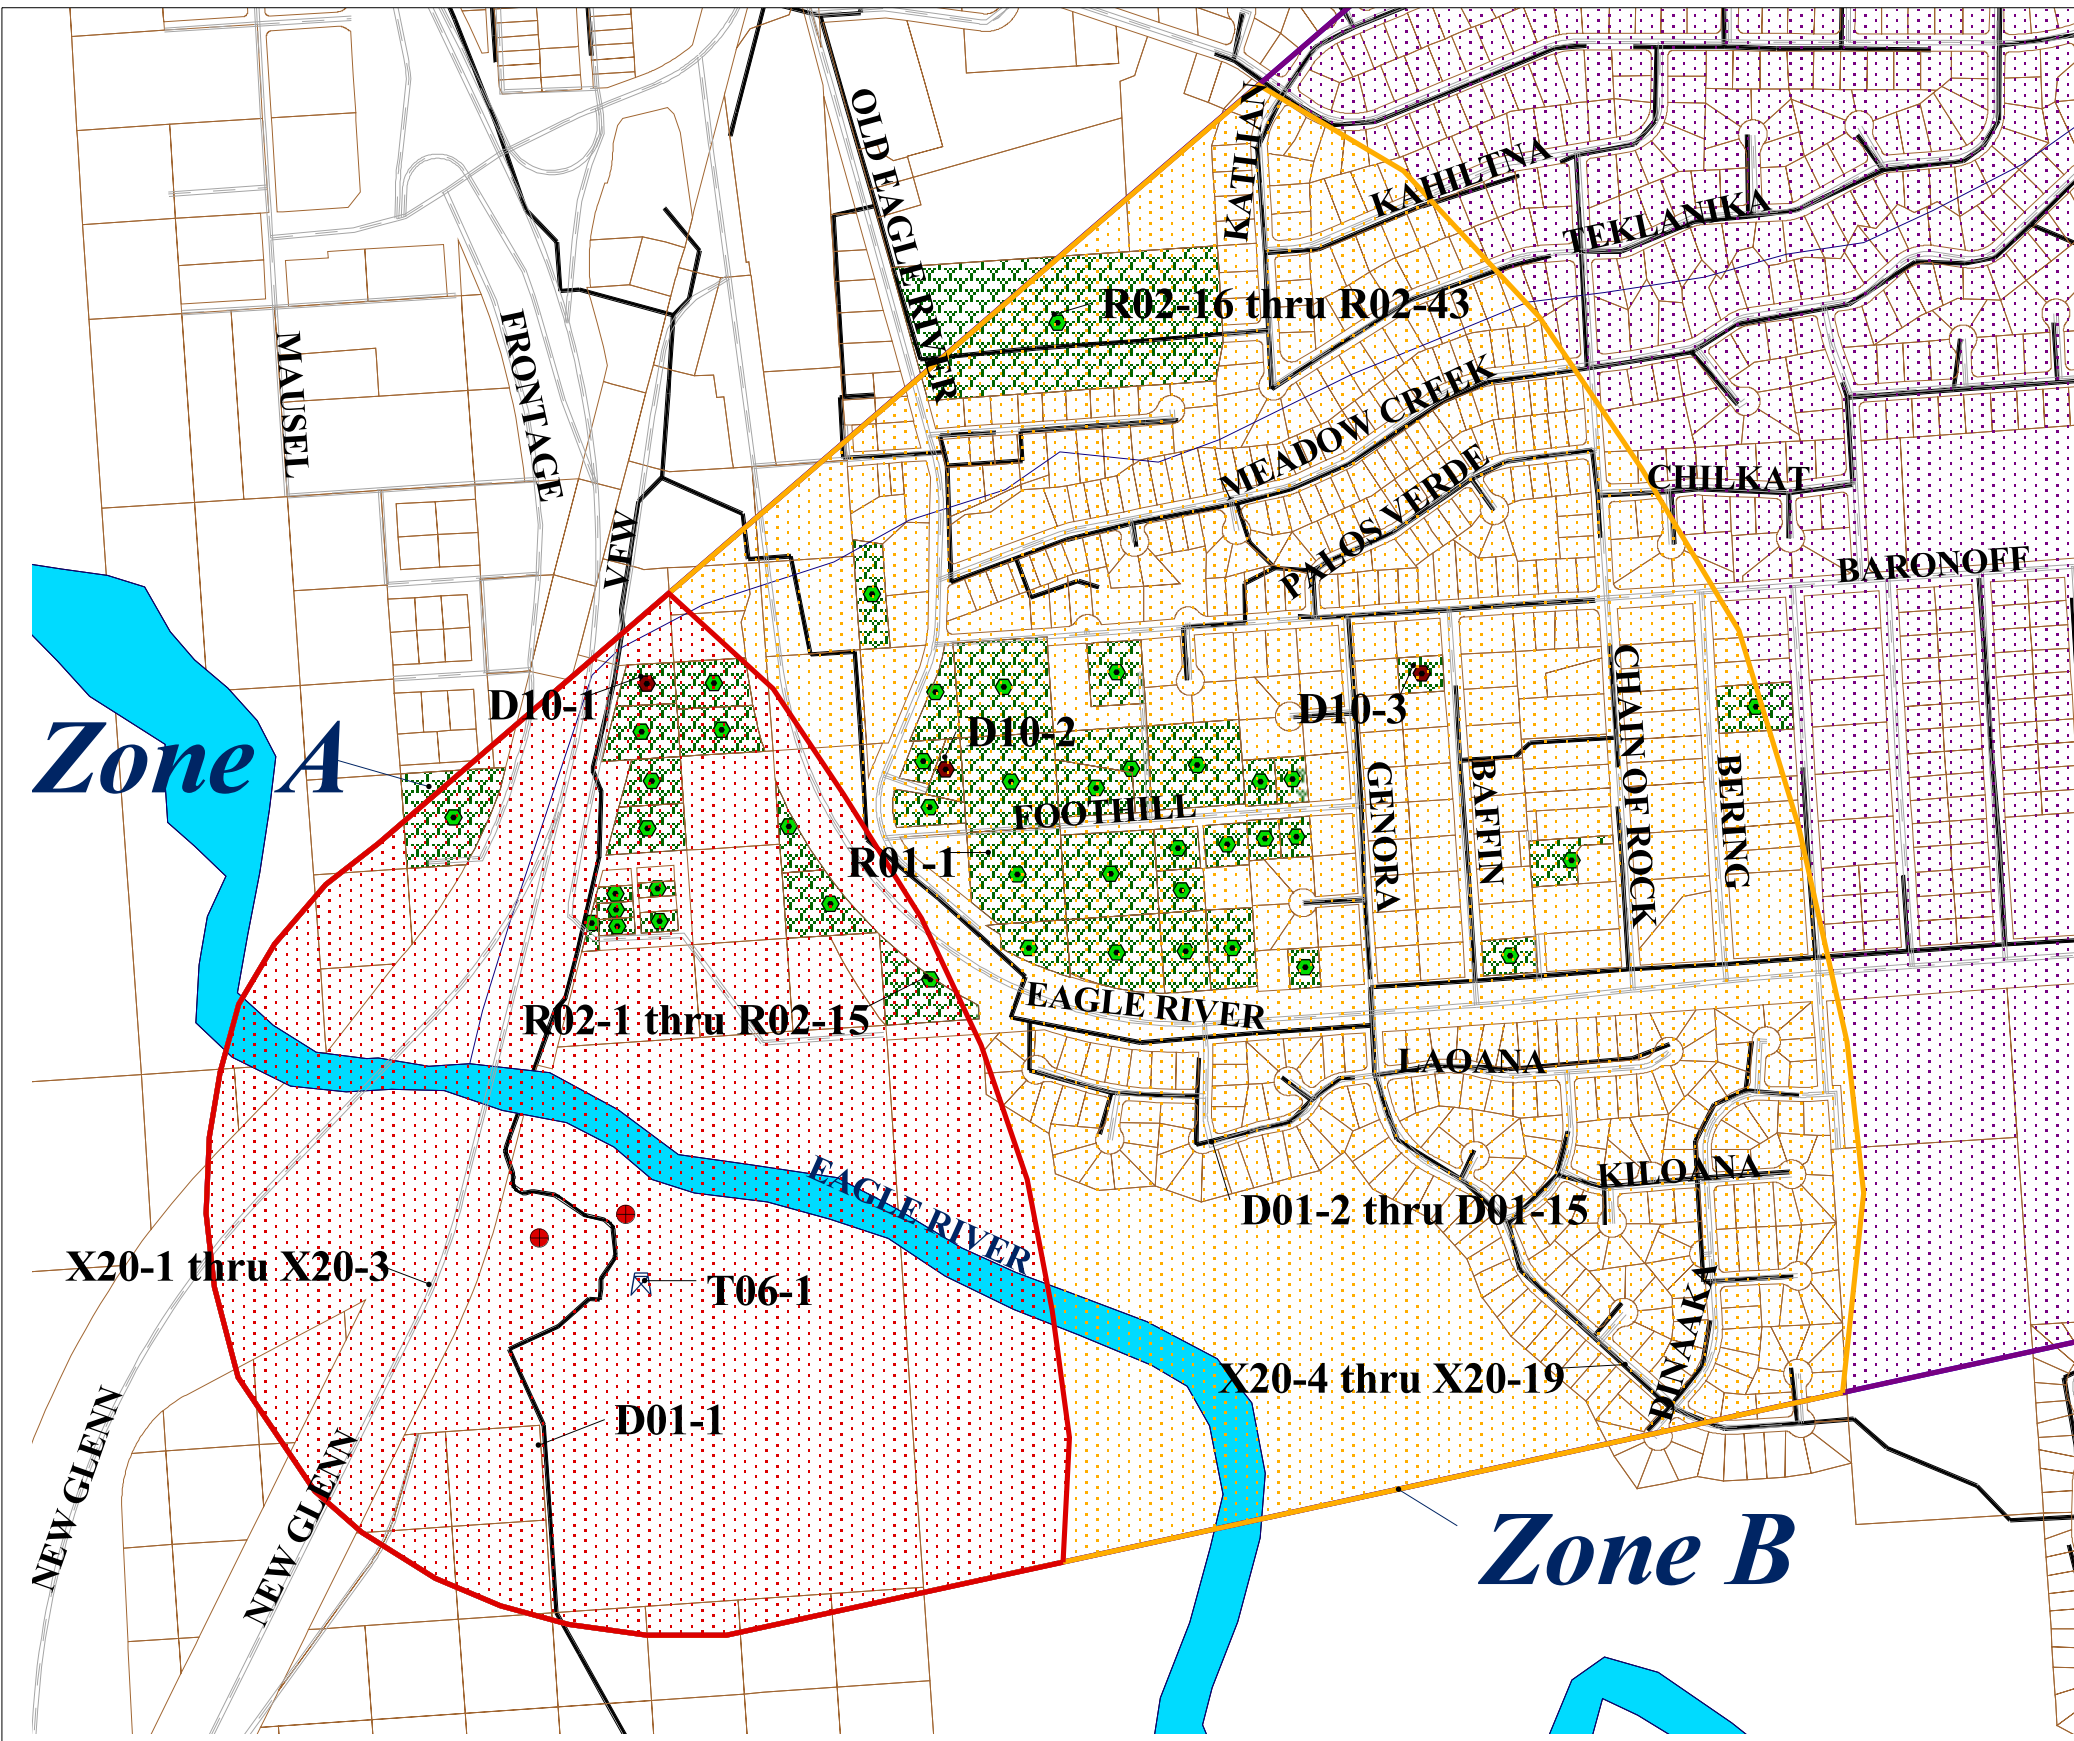 OLD EAGLE RIVER
KATLIAN
KAHILTNA
TEKLANIKA
R02-16 thru R02-43
MAUSEL
FRONTAGE
VFW
MEADOW CREEK
PALOS VERDE
CHILKAT
BARONOFF
Zone A
D10-1
D10-2
D10-3
GENORA
BAFFIN
CHAIN OF ROCK
BERING
FOOTHILL
R01-1
R02-1 thru R02-15
EAGLE RIVER
LAOANA
KILOANA
EAGLE RIVER
D01-2 thru D01-15
X20-1 thru X20-3
T06-1
DINAAKA
X20-4 thru X20-19
D01-1
NEW GLENN
NEW GLENN
Zone B